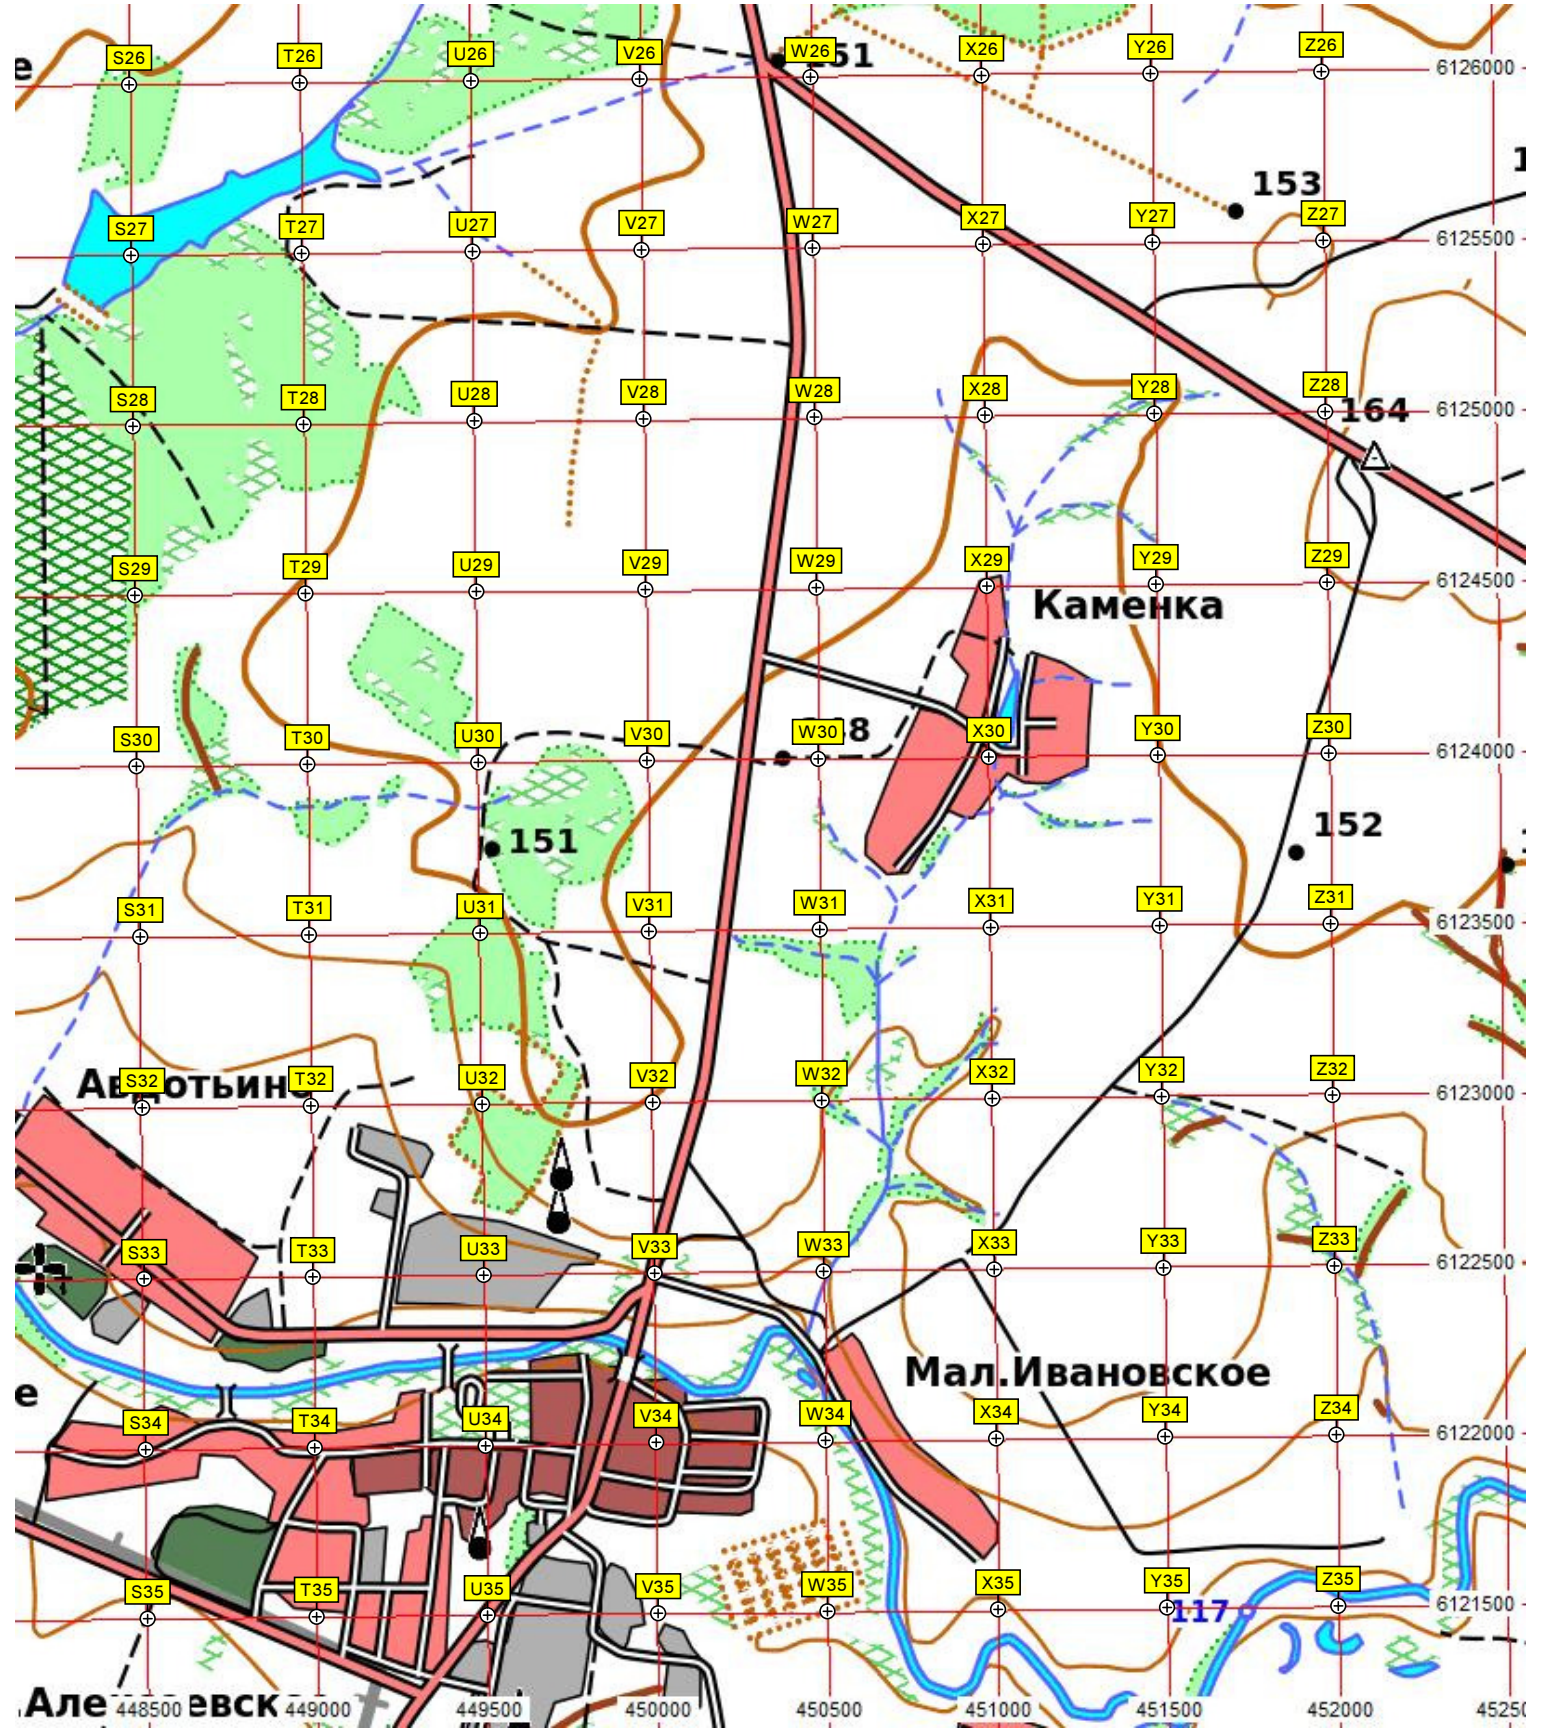 е
S26 T26 U26 V26 W26 51 X26 Y26 Z26 6126000
153
1
S27 T27 U27 V27 W27 X27 Y27 Z27 6125500
S28 T28 U28 V28 W28 X28 Y28 Z28 6125000
164
S29 T29 U29 V29 W29 X29 Y29 Z29 6124500
Каменка
S30 T30 U30 V30 W30 8 X30 Y30 Z30 6124000
151
152
S31 T31 U31 V31 W31 X31 Y31 Z31 6123500
Авдотьино
S32 T32 U32 V32 W32 X32 Y32 Z32 6123000
S33 T33 U33 V33 W33 X33 Y33 Z33 6122500
Мал.Ивановское
е
S34 T34 U34 V34 W34 X34 Y34 Z34 6122000
S35 T35 U35 V35 W35 X35 Y35 Z35 6121500
117
448500 449000 449500 450000 450500 451000 451500 452000